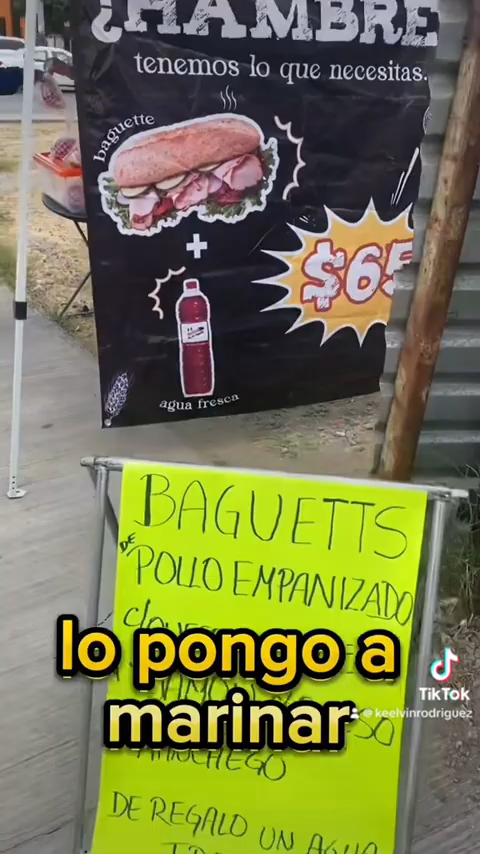 ¿HAMBRE
tenemos lo que necesitas.
baguette
+
$65
agua fresca
BAGUETTS
DE
POLLO EMPANIZADO
lo pongo a
marinar
TikTok
@keelvinrodriguez
MANCHEGO
DE REGALO UN AGUA